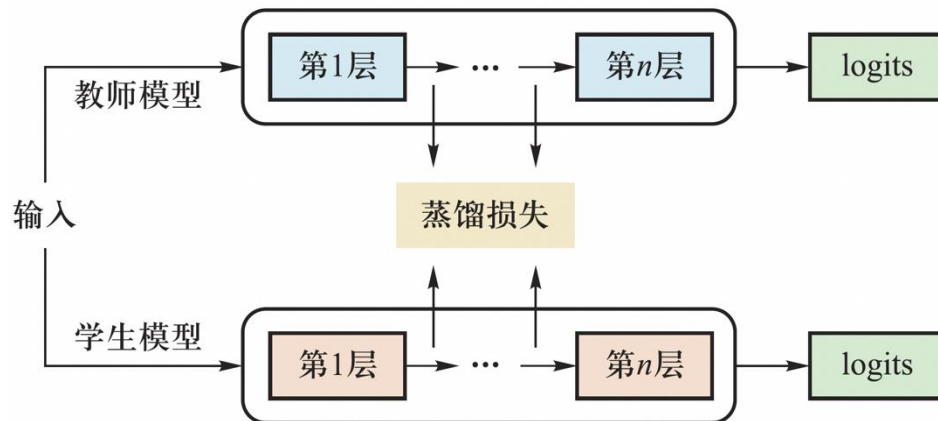 第1层 ··· 第n层 logits
教师模型
输入
蒸馏损失
学生模型
第1层 ··· 第n层 logits